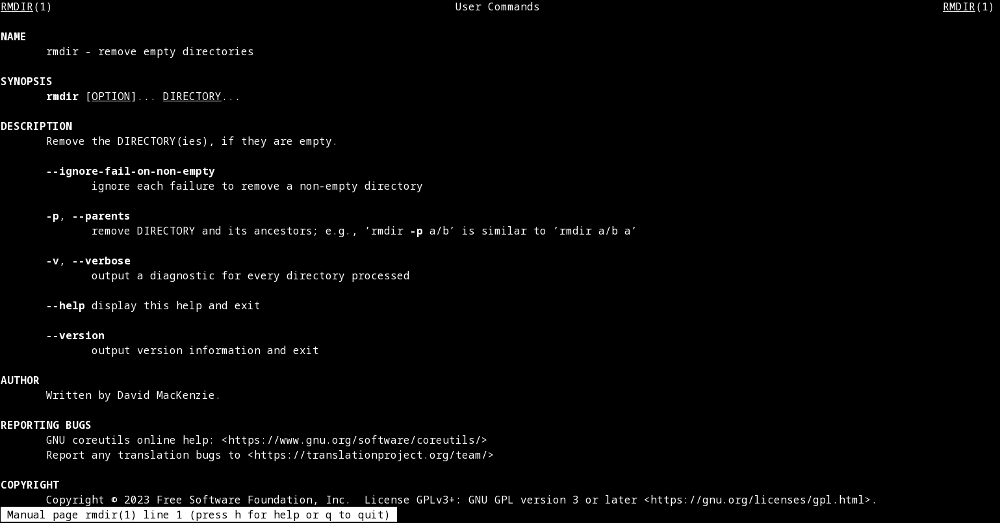 RMDIR(1) User Commands RMDIR(1)
NAME
rmdir - remove empty directories
SYNOPSIS
rmdir [OPTION]... DIRECTORY...
DESCRIPTION
Remove the DIRECTORY(ies), if they are empty.
--ignore-fail-on-non-empty
ignore each failure to remove a non-empty directory
-p, --parents
remove DIRECTORY and its ancestors; e.g., ’rmdir -p a/b’ is similar to ’rmdir a/b a’
-v, --verbose
output a diagnostic for every directory processed
--help display this help and exit
--version
output version information and exit
AUTHOR
Written by David MacKenzie.
REPORTING BUGS
GNU coreutils online help: <https://www.gnu.org/software/coreutils/>
Report any translation bugs to <https://translationproject.org/team/>
COPYRIGHT
Copyright © 2023 Free Software Foundation, Inc.  License GPLv3+: GNU GPL version 3 or later <https://gnu.org/licenses/gpl.html>.
Manual page rmdir(1) line 1 (press h for help or q to quit)